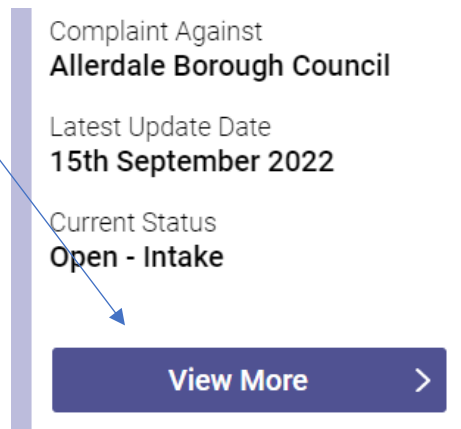 Complaint Against
Allerdale Borough Council
Latest Update Date
15th September 2022
Current Status
Open - Intake
View More